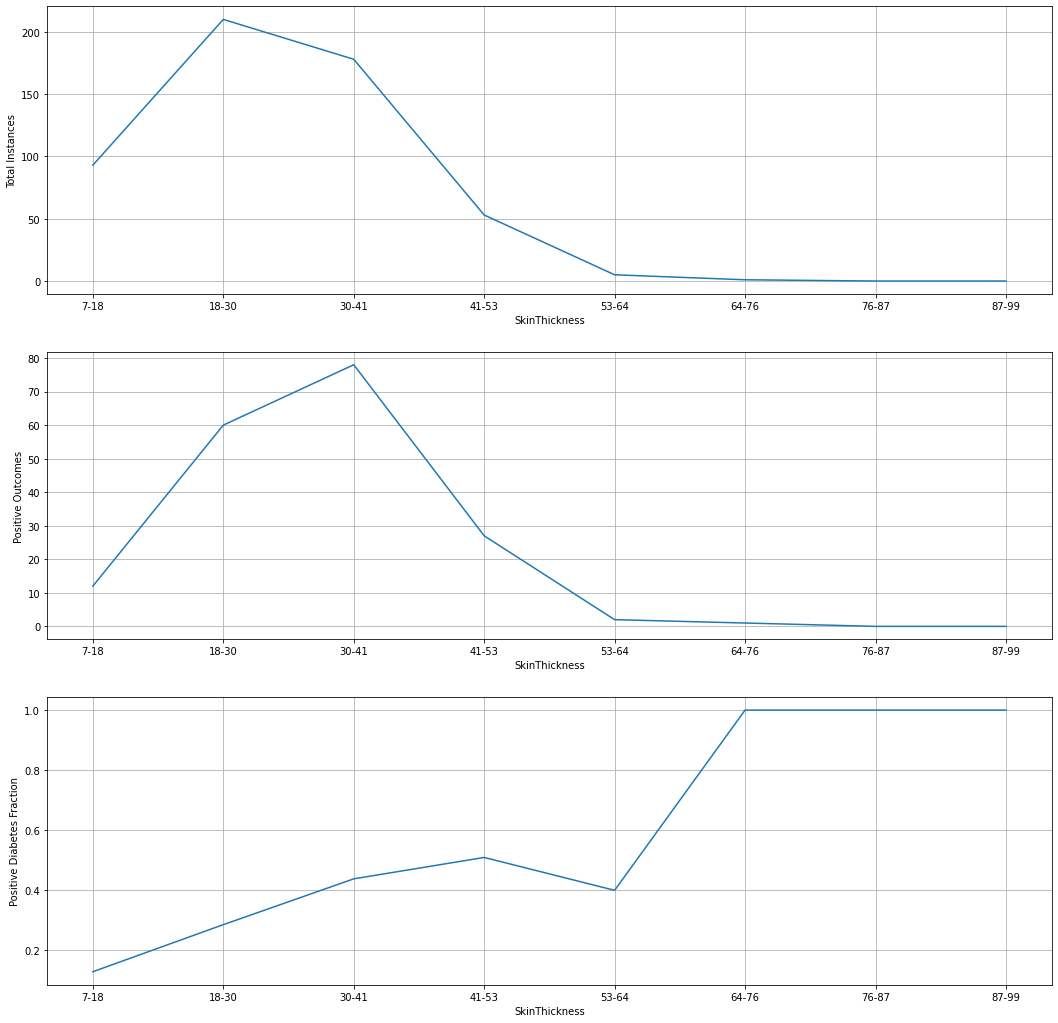 200
150
100
50
0
Total Instances
7-18 18-30 30-41 41-53 53-64 64-76 76-87 87-99
SkinThickness
80
70
60
50
40
30
20
10
0
Positive Outcomes
7-18 18-30 30-41 41-53 53-64 64-76 76-87 87-99
SkinThickness
1.0
0.8
0.6
0.4
0.2
Positive Diabetes Fraction
7-18 18-30 30-41 41-53 53-64 64-76 76-87 87-99
SkinThickness